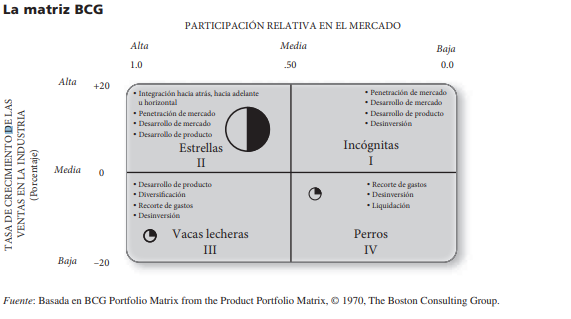 La matriz BCG
PARTICIPACIÓN RELATIVA EN EL MERCADO
Alta
Media
Baja
1.0
.50
0.0
TASA DE CRECIMIENTO DE LAS
VENTAS EN LA INDUSTRIA
(Porcentaje)
Alta
+20
Media
0
Baja
–20
• Integración hacia atrás, hacia adelante
u horizontal
• Penetración de mercado
• Desarrollo de mercado
• Desarrollo de producto
Estrellas
II
• Penetración de mercado
• Desarrollo de mercado
• Desarrollo de producto
• Desinversión
Incógnitas
I
• Desarrollo de producto
• Diversificación
• Recorte de gastos
• Desinversión
Vacas lecheras
III
• Recorte de gastos
• Desinversión
• Liquidación
Perros
IV
Fuente: Basada en BCG Portfolio Matrix from the Product Portfolio Matrix, © 1970, The Boston Consulting Group.